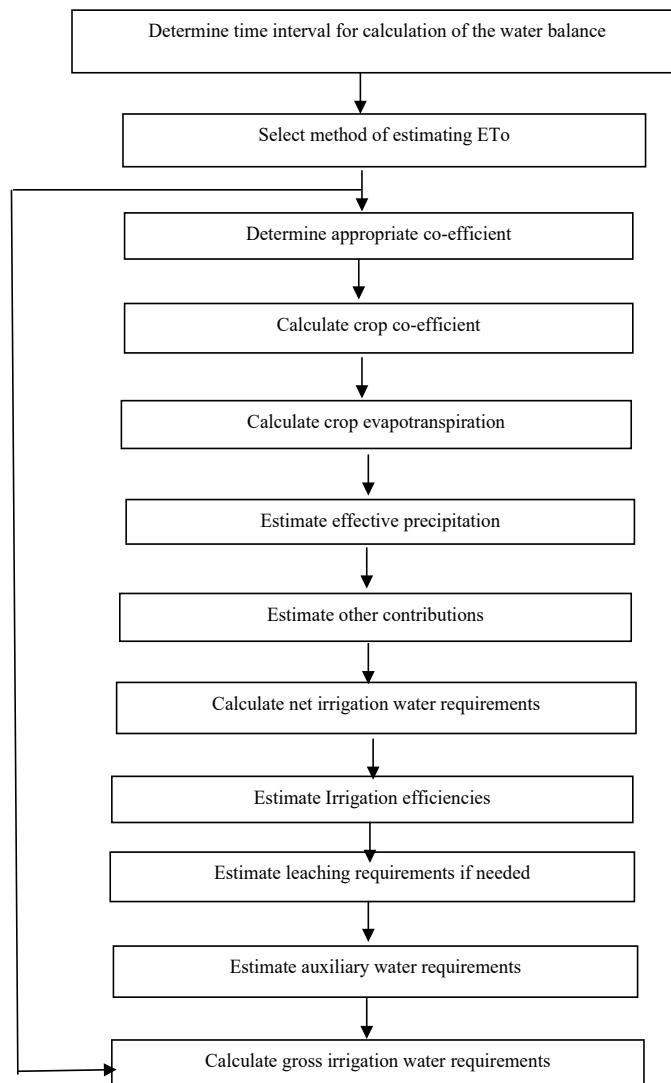 Determine time interval for calculation of the water balance
Select method of estimating ETo
Determine appropriate co-efficient
Calculate crop co-efficient
Calculate crop evapotranspiration
Estimate effective precipitation
Estimate other contributions
Calculate net irrigation water requirements
Estimate Irrigation efficiencies
Estimate leaching requirements if needed
Estimate auxiliary water requirements
Calculate gross irrigation water requirements